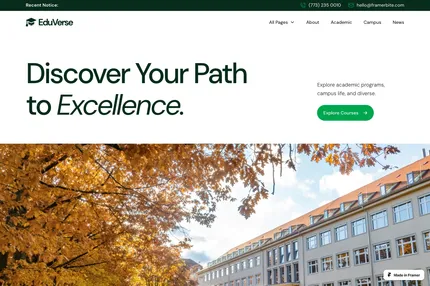 Recent Notice:
(773) 235 0010
hello@framerbite.com
EduVerse
All Pages
About
Academic
Campus
News
Discover Your Path
to Excellence.
Explore academic programs,
campus life, and diverse.
Explore Courses
Made in Framer